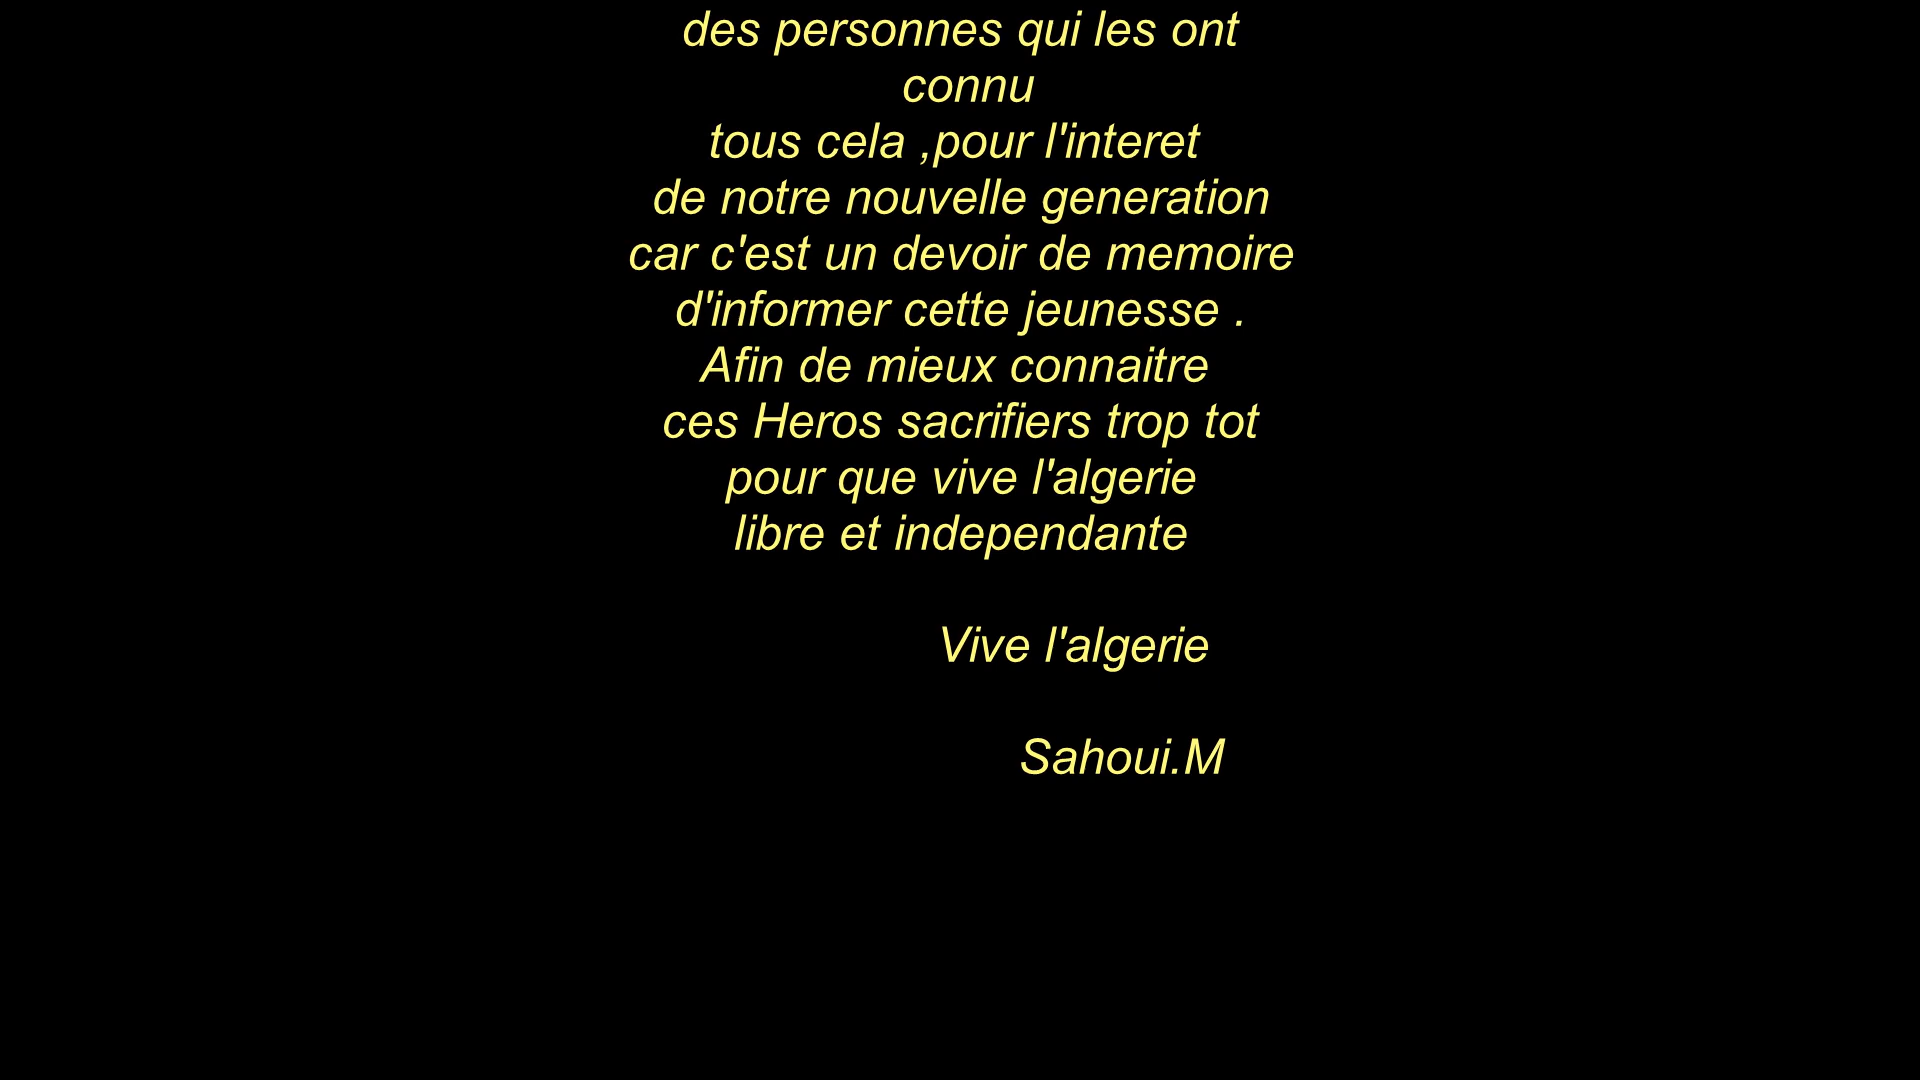 des personnes qui les ont
connu
tous cela ,pour l'interet
de notre nouvelle generation
car c'est un devoir de memoire
d'informer cette jeunesse .
Afin de mieux connaitre
ces Heros sacrifiers trop tot
pour que vive l'algerie
libre et independante
Vive l'algerie
Sahoui.M